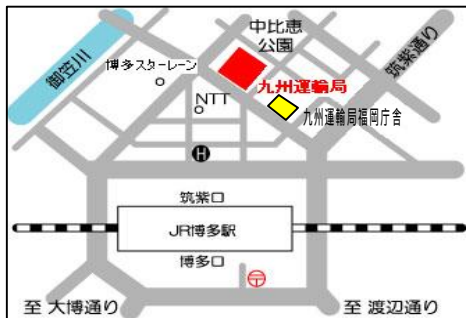 中比恵
公園
御笠川
筑紫通り
博多スターレーン
九州運輸局
NTT
九州運輸局福岡庁舎
H
筑紫口
JR博多駅
博多口
〒
至 大博通り
至 渡辺通り